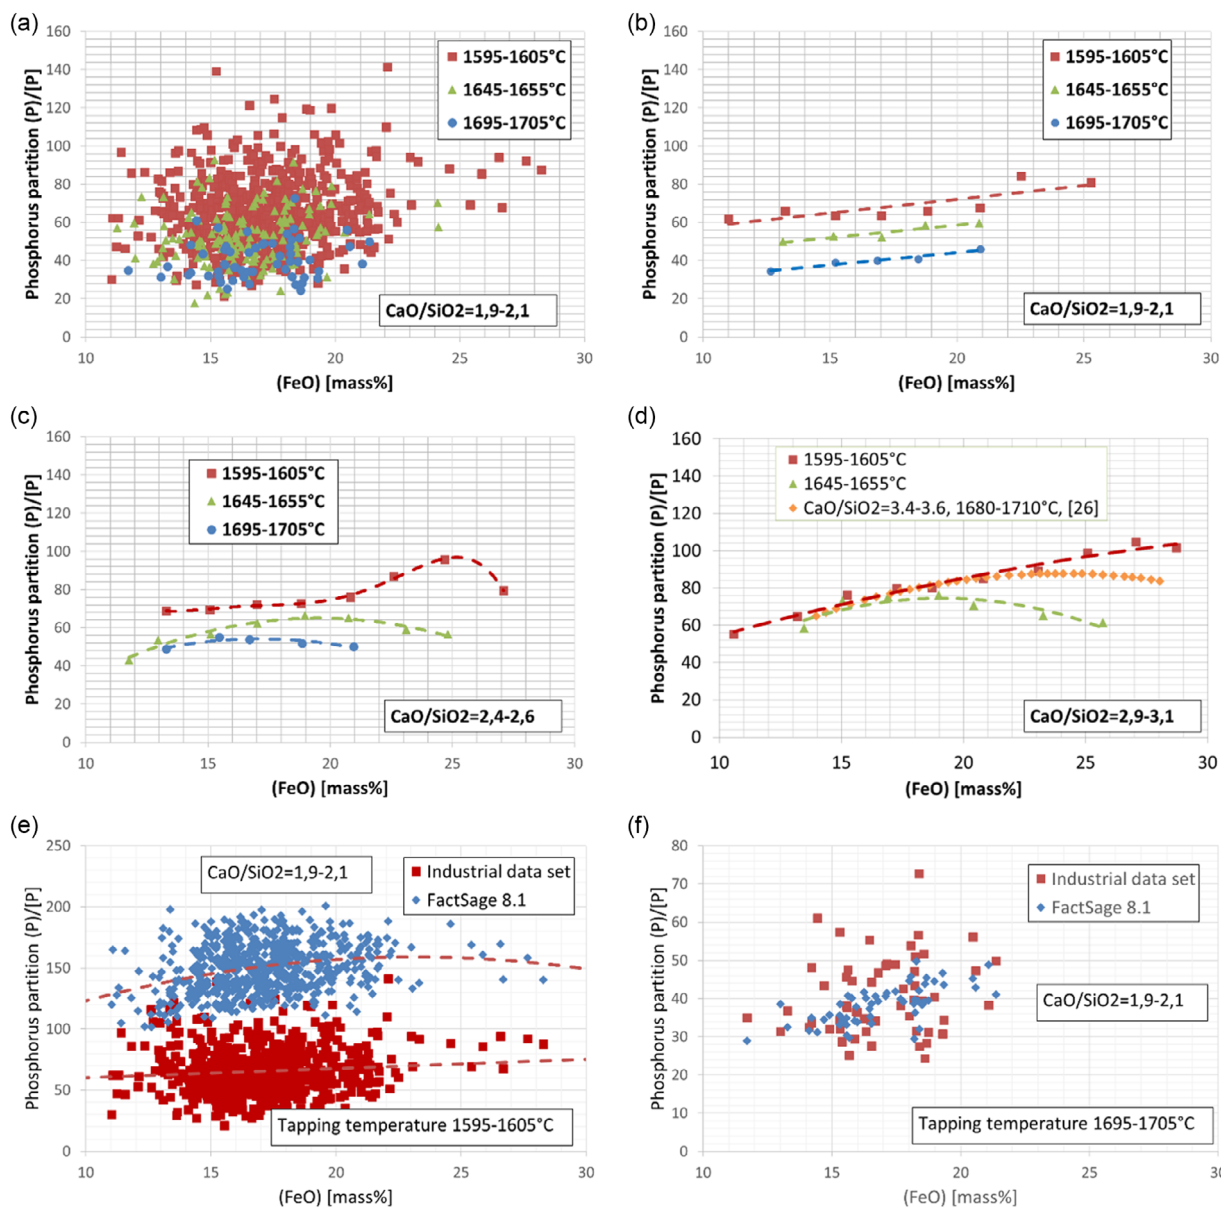 (a)
Phosphorus partition (P)/[P]
160
140
120
100
80
60
40
20
0
1595-1605°C
1645-1655°C
1695-1705°C
CaO/SiO2=1,9-2,1
10 15 20 25 30
(FeO) [mass%]
(b)
Phosphorus partition (P)/[P]
160
140
120
100
80
60
40
20
0
1595-1605°C
1645-1655°C
1695-1705°C
CaO/SiO2=1,9-2,1
10 15 20 25 30
(FeO) [mass%]
(c)
Phosphorus partition (P)/[P]
160
140
120
100
80
60
40
20
0
1595-1605°C
1645-1655°C
1695-1705°C
CaO/SiO2=2,4-2,6
10 15 20 25 30
(FeO) [mass%]
(d)
Phosphorus partition (P)/[P]
160
140
120
100
80
60
40
20
0
1595-1605°C
1645-1655°C
CaO/SiO2=3.4-3.6, 1680-1710°C, [26]
CaO/SiO2=2,9-3,1
10 15 20 25 30
(FeO) [mass%]
(e)
Phosphorus partition (P)/[P]
250
200
150
100
50
0
CaO/SiO2=1,9-2,1
Industrial data set
FactSage 8.1
Tapping temperature 1595-1605°C
10 15 20 25 30
(FeO) [mass%]
(f)
Phosphorus partition (P)/[P]
80
70
60
50
40
30
20
10
0
Industrial data set
FactSage 8.1
CaO/SiO2=1,9-2,1
Tapping temperature 1695-1705°C
10 15 20 25 30
(FeO) [mass%]